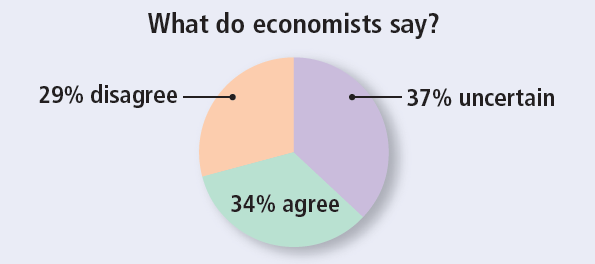 What do economists say?
29% disagree
37% uncertain
34% agree